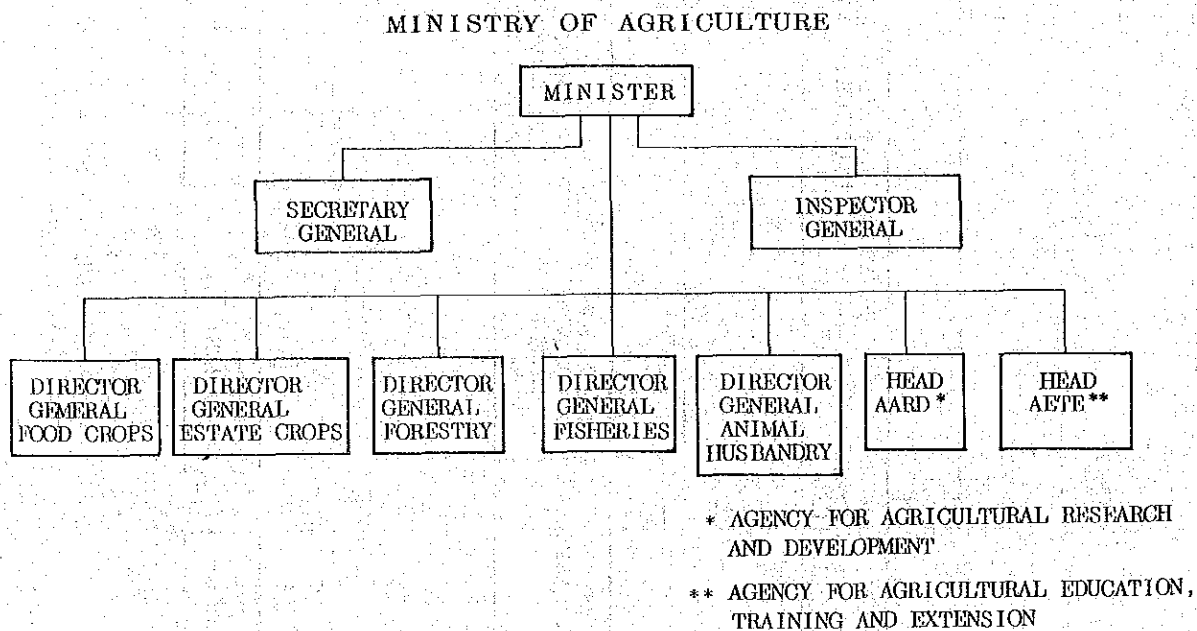 MINISTRY OF AGRICULTURE
MINISTER
SECRETARY
GENERAL
INSPECTOR
GENERAL
DIRECTOR
GEMERAL
FOOD CROPS
DIRECTOR
GENERAL
ESTATE CROPS
DIRECTOR
GENERAL
FORESTRY
DIRECTOR
GENERAL
FISHERIES
DIRECTOR
GENERAL
ANIMAL
HUSBANDRY
HEAD
AARD *
HEAD
AETE **
* AGENCY FOR AGRICULTURAL RESEARCH
AND DEVELOPMENT
** AGENCY FOR AGRICULTURAL EDUCATION,
TRAINING AND EXTENSION